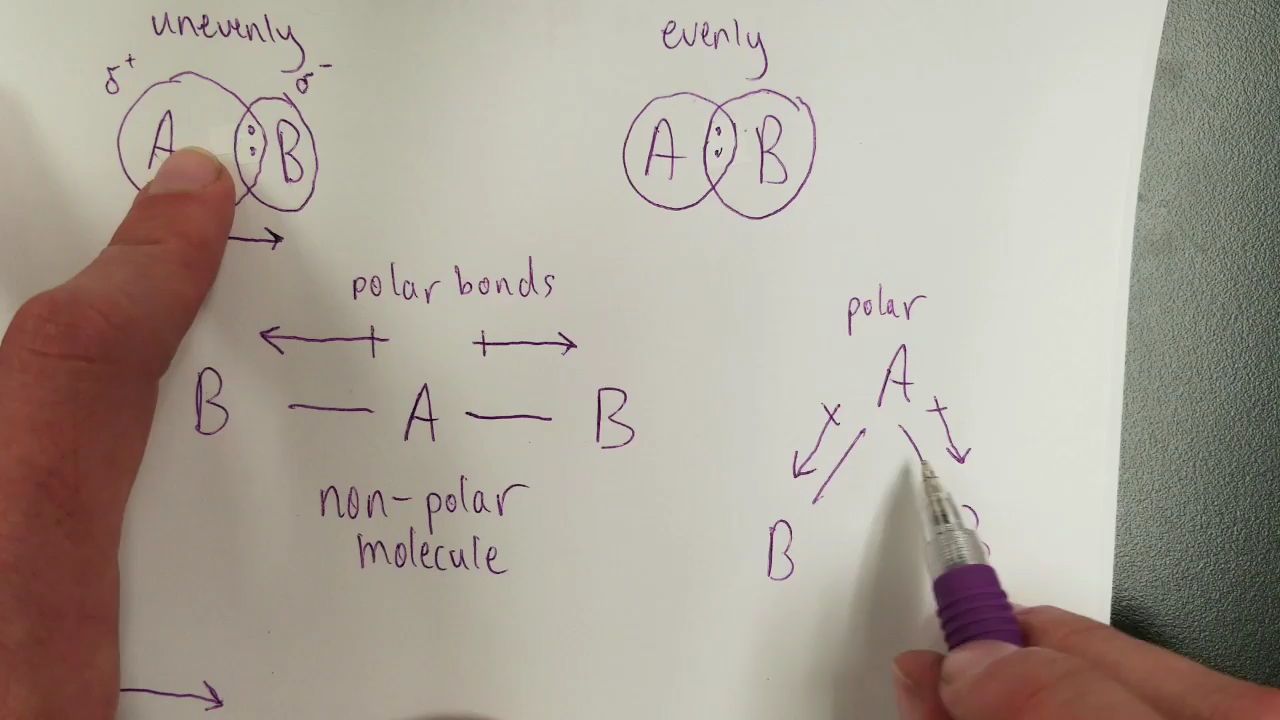 unevenly
evenly
δ+ δ-
A : B
A : B
polar bonds
polar
B — A — B
A
non-polar
molecule
B B